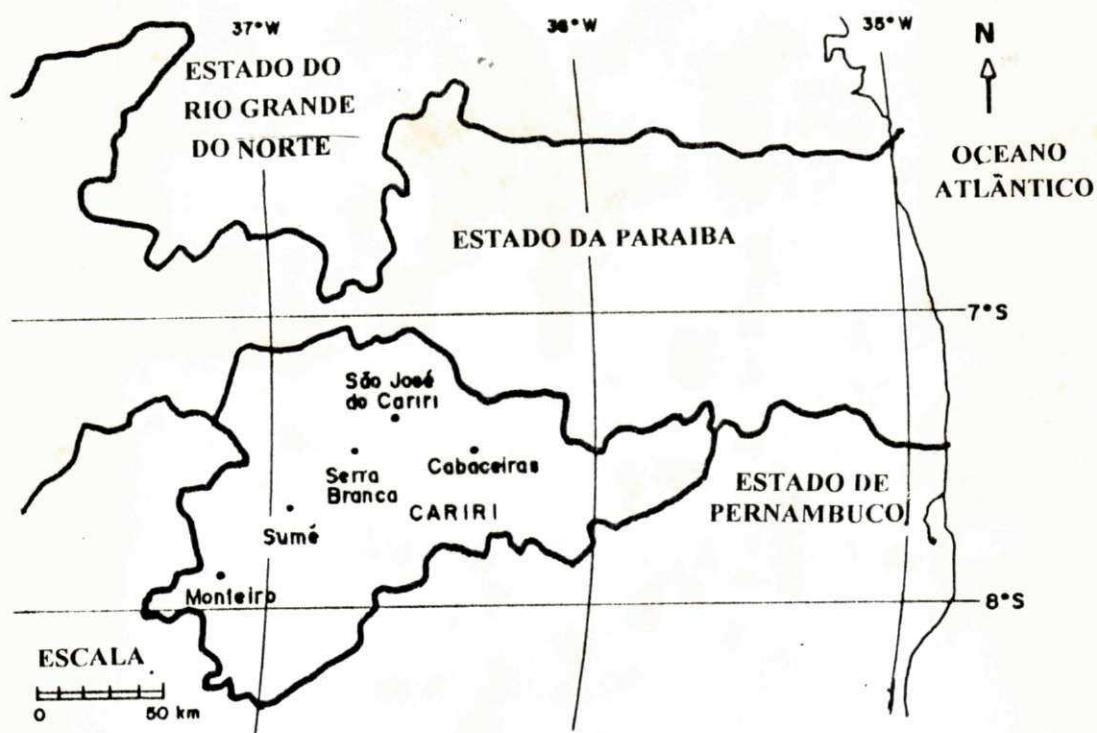 37°W
36°W
35°W
N
ESTADO DO
RIO GRANDE
DO NORTE
OCEANO
ATLÂNTICO
ESTADO DA PARAIBA
7°S
São José
do Cariri
Serra
Branca
Cabaceiras
CARIRI
Sumé
ESTADO DE
PERNAMBUCO
Monteiro
8°S
ESCALA
0 50 km